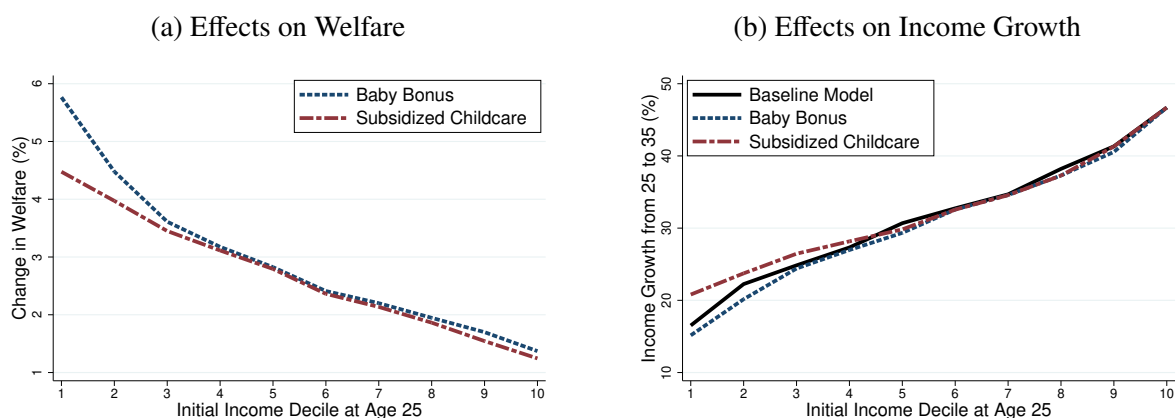 (a) Effects on Welfare
Change in Welfare (%)
6
5
4
3
2
1
Baby Bonus
Subsidized Childcare
1 2 3 4 5 6 7 8 9 10
Initial Income Decile at Age 25
(b) Effects on Income Growth
Income Growth from 25 to 35 (%)
50
40
30
20
10
Baseline Model
Baby Bonus
Subsidized Childcare
1 2 3 4 5 6 7 8 9 10
Initial Income Decile at Age 25